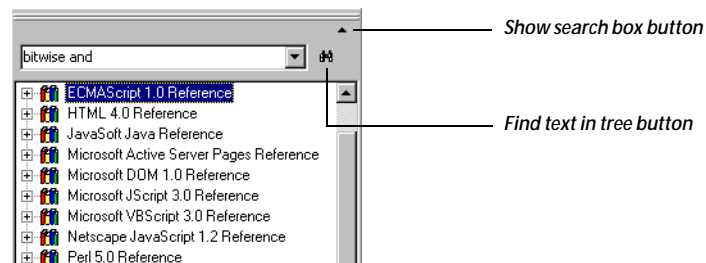 Show search box button
bitwise and
ECMAScript 1.0 Reference
HTML 4.0 Reference
Find text in tree button
JavaSoft Java Reference
Microsoft Active Server Pages Reference
Microsoft DOM 1.0 Reference
Microsoft JScript 3.0 Reference
Microsoft VBScript 3.0 Reference
Netscape JavaScript 1.2 Reference
Perl 5.0 Reference